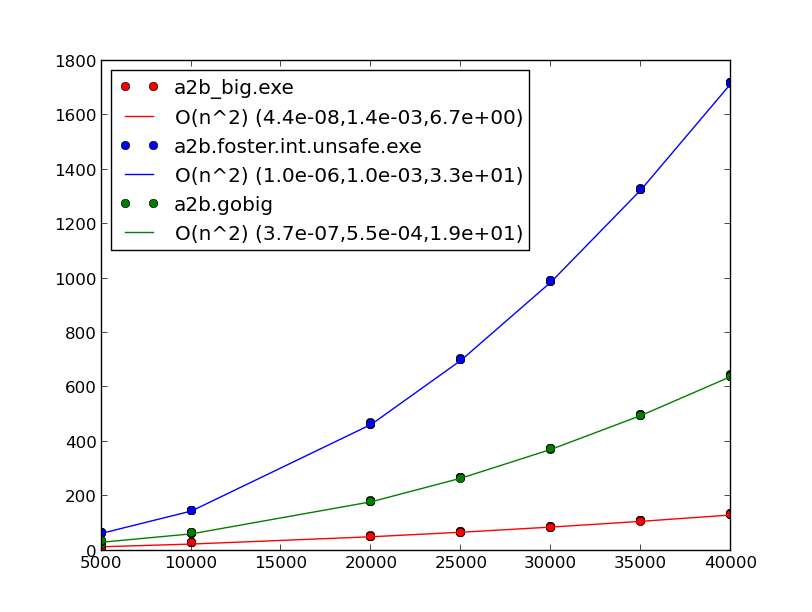 1800
1600
1400
1200
1000
800
600
400
200
0
a2b_big.exe
O(n^2) (4.4e-08,1.4e-03,6.7e+00)
a2b.foster.int.unsafe.exe
O(n^2) (1.0e-06,1.0e-03,3.3e+01)
a2b.gobig
O(n^2) (3.7e-07,5.5e-04,1.9e+01)
5000 10000 15000 20000 25000 30000 35000 40000